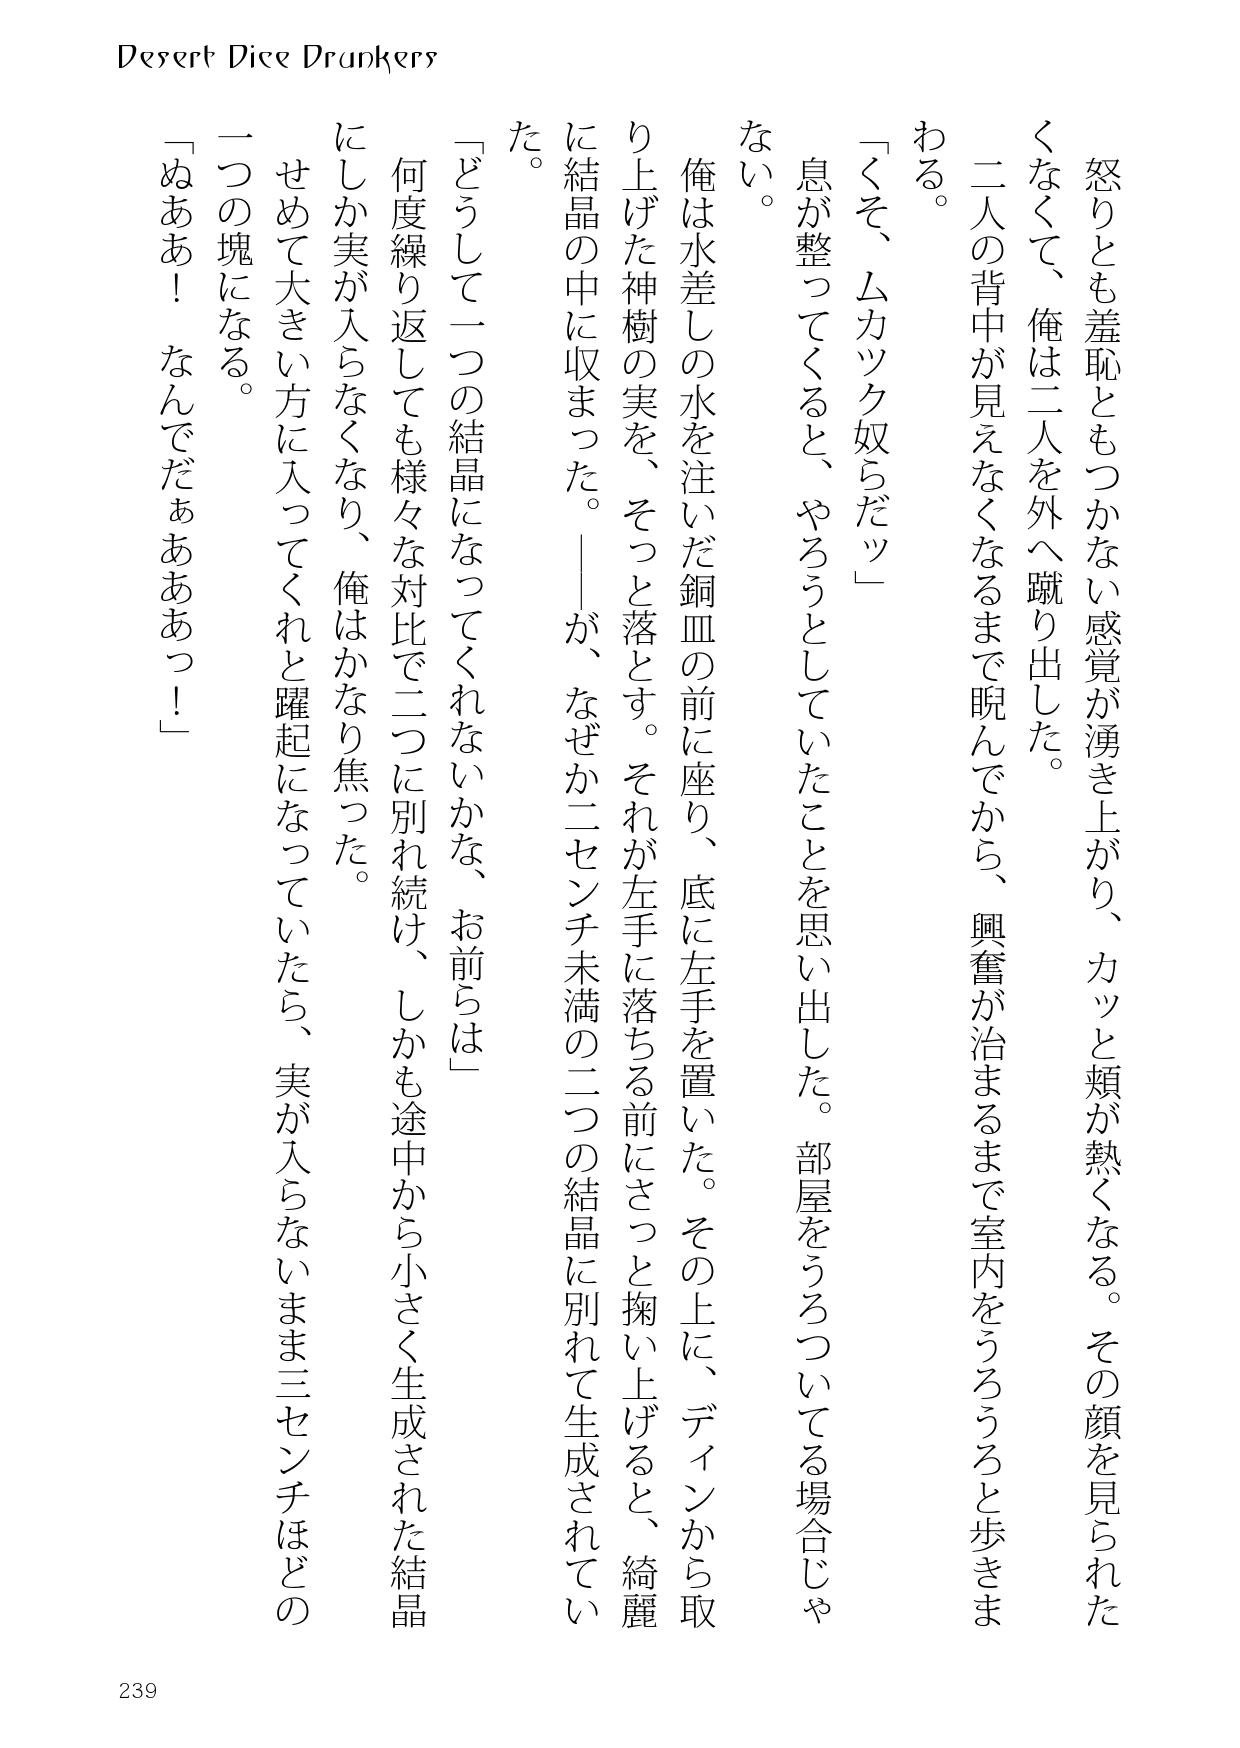 Desert Dice Drunkers
　怒りとも羞恥ともつかない感覚が湧き上がり、カッと頬が熱くなる。その顔を見られた
くなくて、俺は二人を外へ蹴り出した。
　二人の背中が見えなくなるまで睨んでから、興奮が治まるまで室内をうろうろと歩きま
わる。
「くそ、ムカツク奴らだッ」
　息が整ってくると、やろうとしていたことを思い出した。部屋をうろついてる場合じゃ
ない。
　俺は水差しの水を注いだ銅皿の前に座り、底に左手を置いた。その上に、ディンから取
り上げた神樹の実を、そっと落とす。それが左手に落ちる前にさっと掬い上げると、綺麗
に結晶の中に収まった。――が、なぜか二センチ未満の二つの結晶に別れて生成されてい
た。
「どうして一つの結晶になってくれないかな、お前らは」
　何度繰り返しても様々な対比で二つに別れ続け、しかも途中から小さく生成された結晶
にしか実が入らなくなり、俺はかなり焦った。
　せめて大きい方に入ってくれと躍起になっていたら、実が入らないまま三センチほどの
一つの塊になる。
「ぬああ！　なんでだぁあああっ！」
239